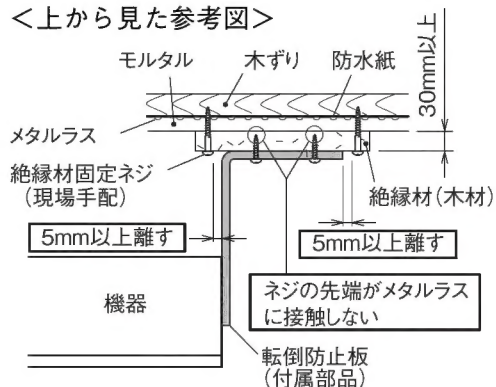 ＜上から見た参考図＞
モルタル
木ずり
防水紙
30mm以上
メタルラス
絶縁材固定ネジ
（現場手配）
絶縁材（木材）
5mm以上離す
5mm以上離す
機器
ネジの先端がメタルラス
に接触しない
転倒防止板
（付属部品）